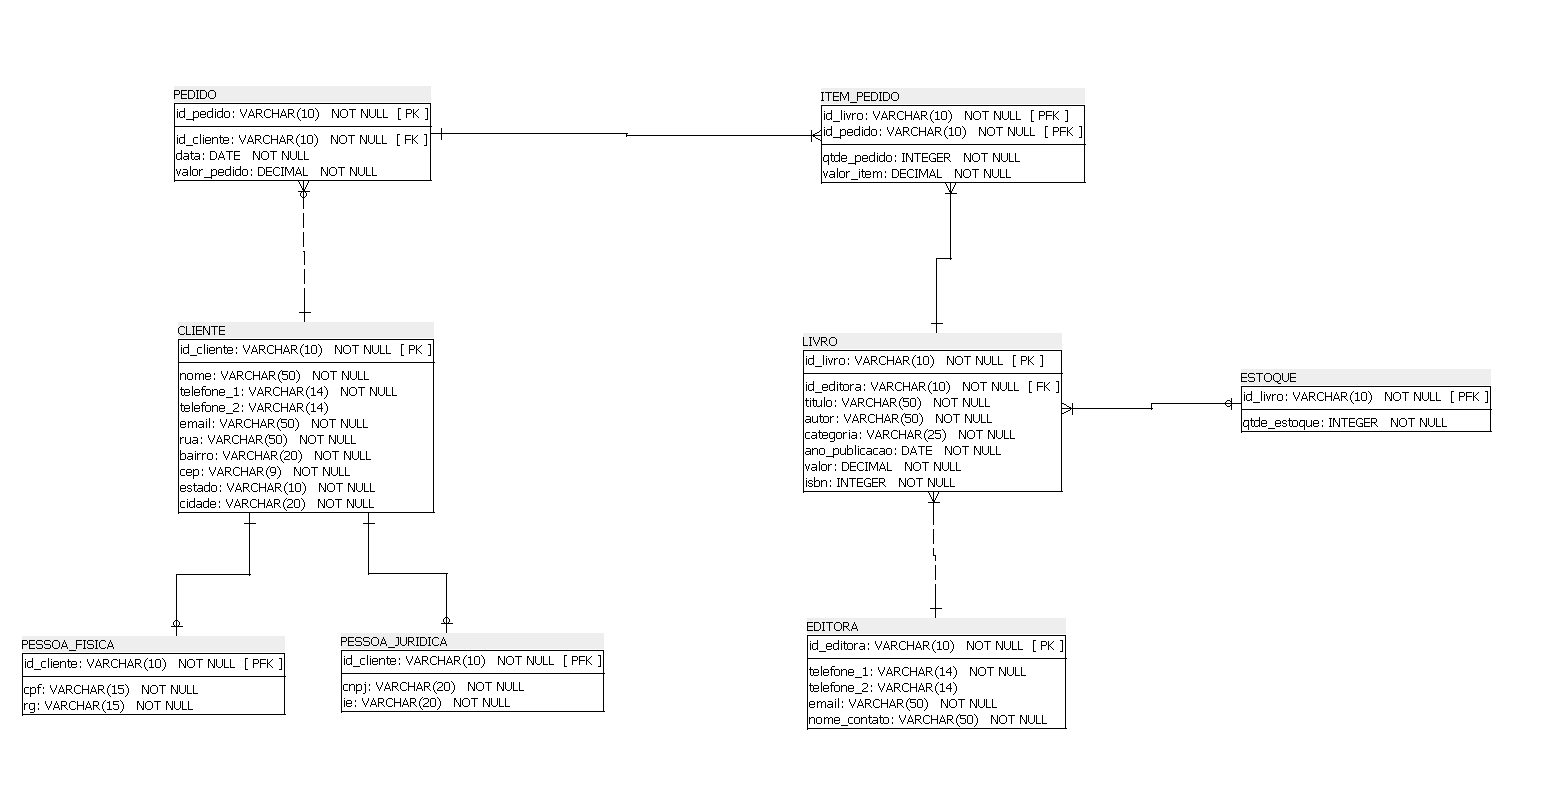 PEDIDO
id_pedido: VARCHAR(10) NOT NULL [ PK ]
id_cliente: VARCHAR(10) NOT NULL [ FK ]
data: DATE NOT NULL
valor_pedido: DECIMAL NOT NULL
ITEM_PEDIDO
id_livro: VARCHAR(10) NOT NULL [ PFK ]
id_pedido: VARCHAR(10) NOT NULL [ PFK ]
qtde_pedido: INTEGER NOT NULL
valor_item: DECIMAL NOT NULL
CLIENTE
id_cliente: VARCHAR(10) NOT NULL [ PK ]
nome: VARCHAR(50) NOT NULL
telefone_1: VARCHAR(14) NOT NULL
telefone_2: VARCHAR(14)
email: VARCHAR(50) NOT NULL
rua: VARCHAR(50) NOT NULL
bairro: VARCHAR(20) NOT NULL
cep: VARCHAR(9) NOT NULL
estado: VARCHAR(10) NOT NULL
cidade: VARCHAR(20) NOT NULL
LIVRO
id_livro: VARCHAR(10) NOT NULL [ PK ]
id_editora: VARCHAR(10) NOT NULL [ FK ]
titulo: VARCHAR(50) NOT NULL
autor: VARCHAR(50) NOT NULL
categoria: VARCHAR(25) NOT NULL
ano_publicacao: DATE NOT NULL
valor: DECIMAL NOT NULL
isbn: INTEGER NOT NULL
ESTOQUE
id_livro: VARCHAR(10) NOT NULL [ PFK ]
qtde_estoque: INTEGER NOT NULL
PESSOA_FISICA
id_cliente: VARCHAR(10) NOT NULL [ PFK ]
cpf: VARCHAR(15) NOT NULL
rg: VARCHAR(15) NOT NULL
PESSOA_JURIDICA
id_cliente: VARCHAR(10) NOT NULL [ PFK ]
cnpj: VARCHAR(20) NOT NULL
ie: VARCHAR(20) NOT NULL
EDITORA
id_editora: VARCHAR(10) NOT NULL [ PK ]
telefone_1: VARCHAR(14) NOT NULL
telefone_2: VARCHAR(14)
email: VARCHAR(50) NOT NULL
nome_contato: VARCHAR(50) NOT NULL